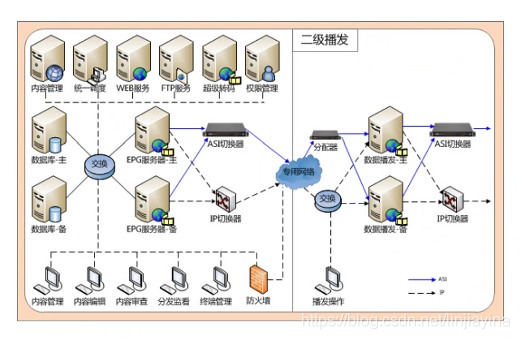 二级播发
内容管理 统一调度 WEB服务 FTP服务 超级转码 权限管理
数据库-主 EPG服务器-主 ASI切换器 分配器 数据播发-主 ASI切换器
交换 专用网络 交换
数据库-备 EPG服务器-备 IP切换器 数据播发-备 IP切换器
内容管理 内容编辑 内容审查 分发监看 终端管理 防火墙 播发操作
ASI
IP
https://blog.csdn.net/linjiayina